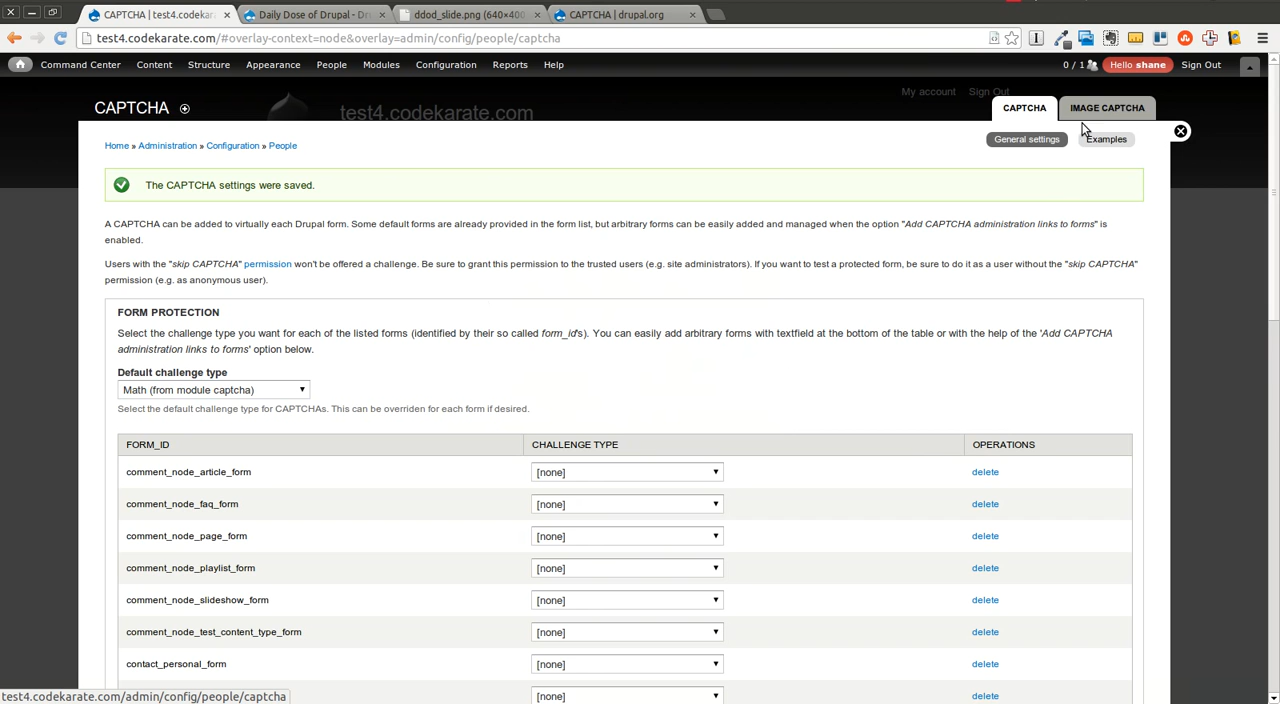 CAPTCHA | test4.codekara
Daily Dose of Drupal - Dr
ddod_slide.png (640×400
CAPTCHA | drupal.org
test4.codekarate.com/#overlay-context=node&overlay=admin/config/people/captcha
Command Center Content Structure Appearance People Modules Configuration Reports Help 0 / 1 Hello shane Sign Out
My account Sign Out
CAPTCHA test4.codekarate.com CAPTCHA IMAGE CAPTCHA
General settings Examples
Home » Administration » Configuration » People
The CAPTCHA settings were saved.
A CAPTCHA can be added to virtually each Drupal form. Some default forms are already provided in the form list, but arbitrary forms can be easily added and managed when the option "Add CAPTCHA administration links to forms" is
enabled.
Users with the "skip CAPTCHA" permission won't be offered a challenge. Be sure to grant this permission to the trusted users (e.g. site administrators). If you want to test a protected form, be sure to do it as a user without the "skip CAPTCHA"
permission (e.g. as anonymous user).
FORM PROTECTION
Select the challenge type you want for each of the listed forms (identified by their so called form_id's). You can easily add arbitrary forms with textfield at the bottom of the table or with the help of the 'Add CAPTCHA
administration links to forms' option below.
Default challenge type
Math (from module captcha)
Select the default challenge type for CAPTCHAs. This can be overriden for each form if desired.
FORM_ID CHALLENGE TYPE OPERATIONS
comment_node_article_form [none] delete
comment_node_faq_form [none] delete
comment_node_page_form [none] delete
comment_node_playlist_form [none] delete
comment_node_slideshow_form [none] delete
comment_node_test_content_type_form [none] delete
contact_personal_form [none] delete
[none] delete
test4.codekarate.com/admin/config/people/captcha